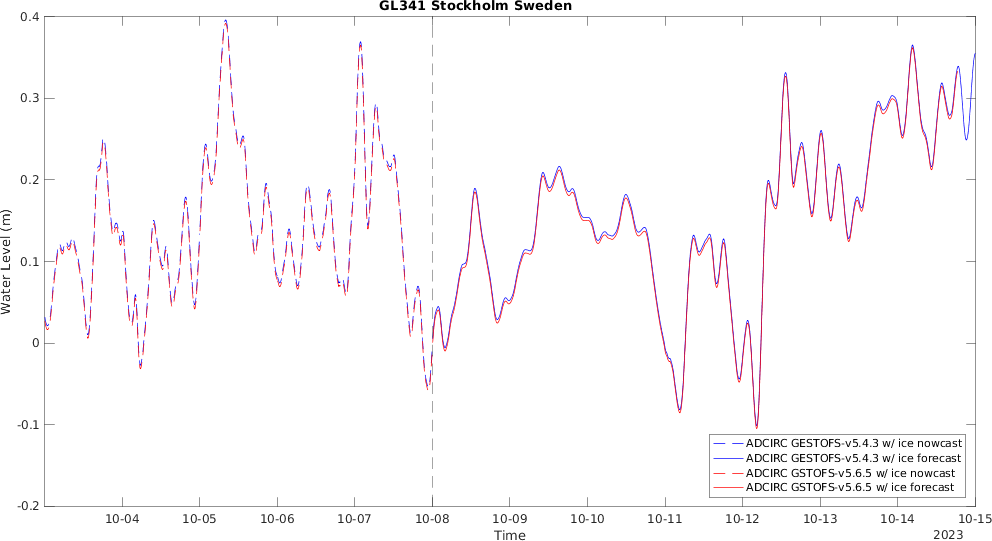 GL341 Stockholm Sweden
0.4
0.3
0.2
0.1
0
-0.1
-0.2
Water Level (m)
ADCIRC GESTOFS-v5.4.3 w/ ice nowcast
ADCIRC GESTOFS-v5.4.3 w/ ice forecast
ADCIRC GSTOFS-v5.6.5 w/ ice nowcast
ADCIRC GSTOFS-v5.6.5 w/ ice forecast
10-04 10-05 10-06 10-07 10-08 10-09 10-10 10-11 10-12 10-13 10-14 10-15
Time
2023